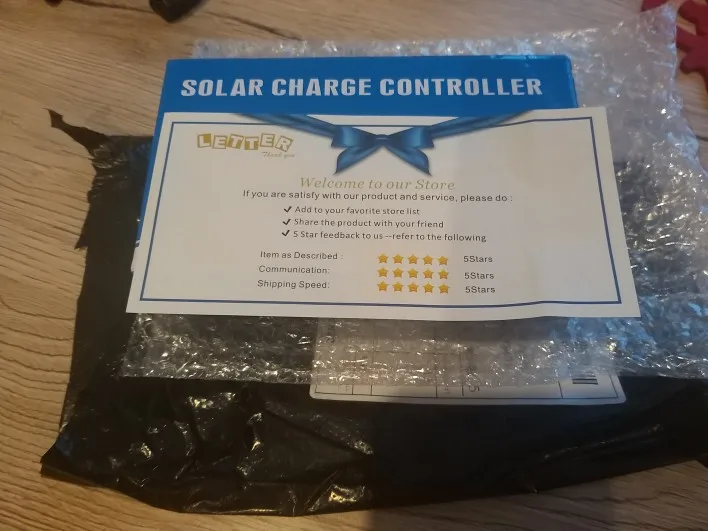 SOLAR CHARGE CONTROLLER
LETTER
Thank you
Welcome to our Store
If you are satisfy with our product and service, please do :
✓ Add to your favorite store list
✓ Share the product with your friend
✓ 5 Star feedback to us --refer to the following
Item as Described : ★★★★★ 5Stars
Communication: ★★★★★ 5Stars
Shipping Speed: ★★★★★ 5Stars